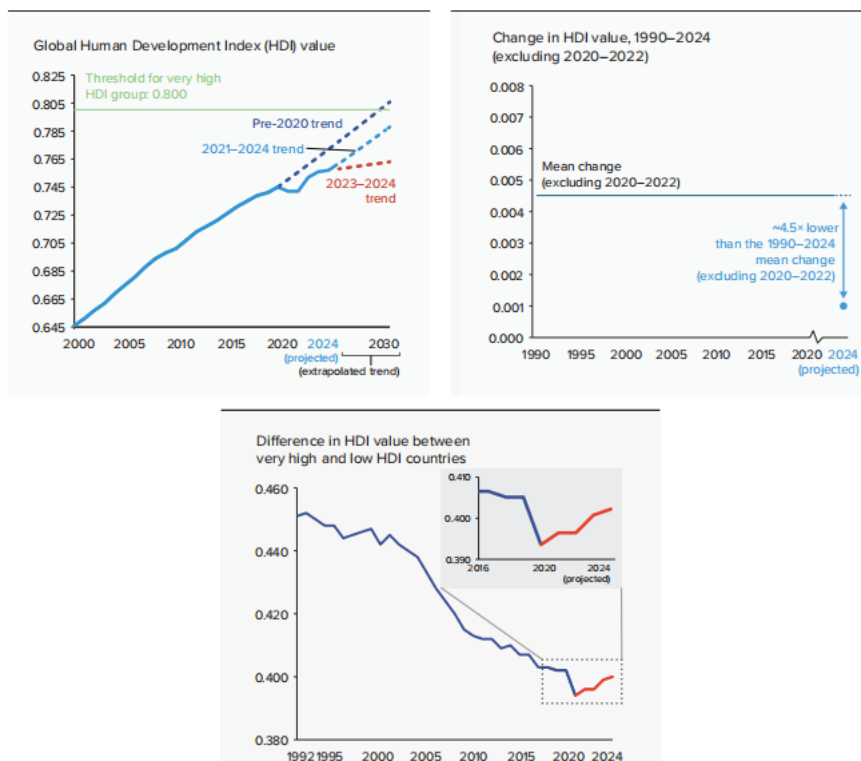 Global Human Development Index (HDI) value
0.825
Threshold for very high
HDI group: 0.800
0.805
Pre-2020 trend
0.785
2021–2024 trend
0.765
2023–2024
trend
0.745
0.725
0.705
0.685
0.665
0.645
2000
2005
2010
2015
2020
2024
2030
(projected)
(extrapolated trend)
Change in HDI value, 1990–2024
(excluding 2020–2022)
0.008
0.007
0.006
Mean change
(excluding 2020–2022)
0.005
0.004
~4.5× lower
than the 1990–2024
mean change
(excluding 2020–2022)
0.003
0.002
0.001
0.000
1990
1995
2000
2005
2010
2015
2020
2024
(projected)
Difference in HDI value between
very high and low HDI countries
0.460
0.440
0.420
0.400
0.380
0.410
0.400
0.390
2016
2020
2024
(projected)
1992
1995
2000
2005
2010
2015
2020
2024